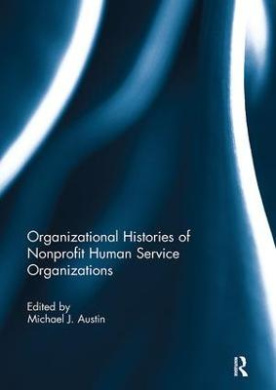 Organizational Histories of
Nonprofit Human Service
Organizations
Edited by
Michael J. Austin
R